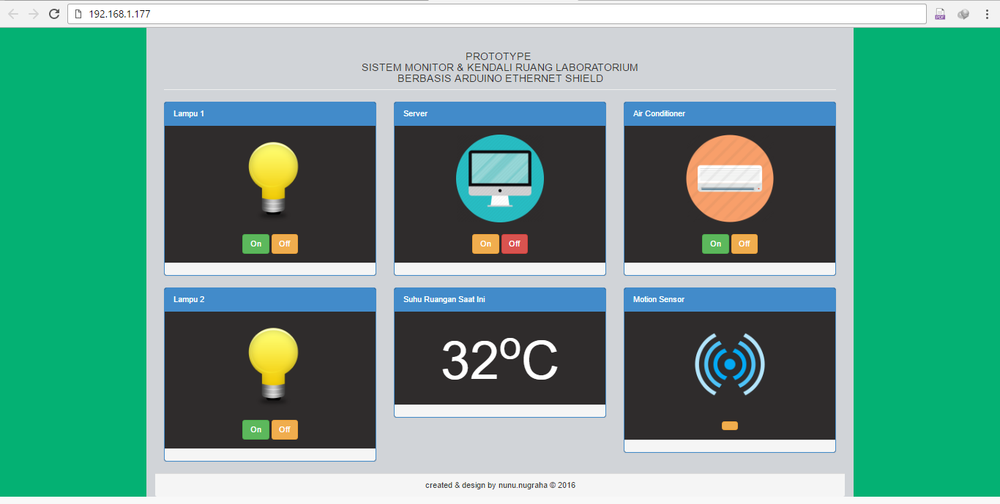 192.168.1.177
PDF
PROTOTYPE
SISTEM MONITOR & KENDALI RUANG LABORATORIUM
BERBASIS ARDUINO ETHERNET SHIELD
Lampu 1
On Off
Server
On Off
Air Conditioner
On Off
Lampu 2
On Off
Suhu Ruangan Saat Ini
32°C
Motion Sensor
created & design by nunu.nugraha © 2016